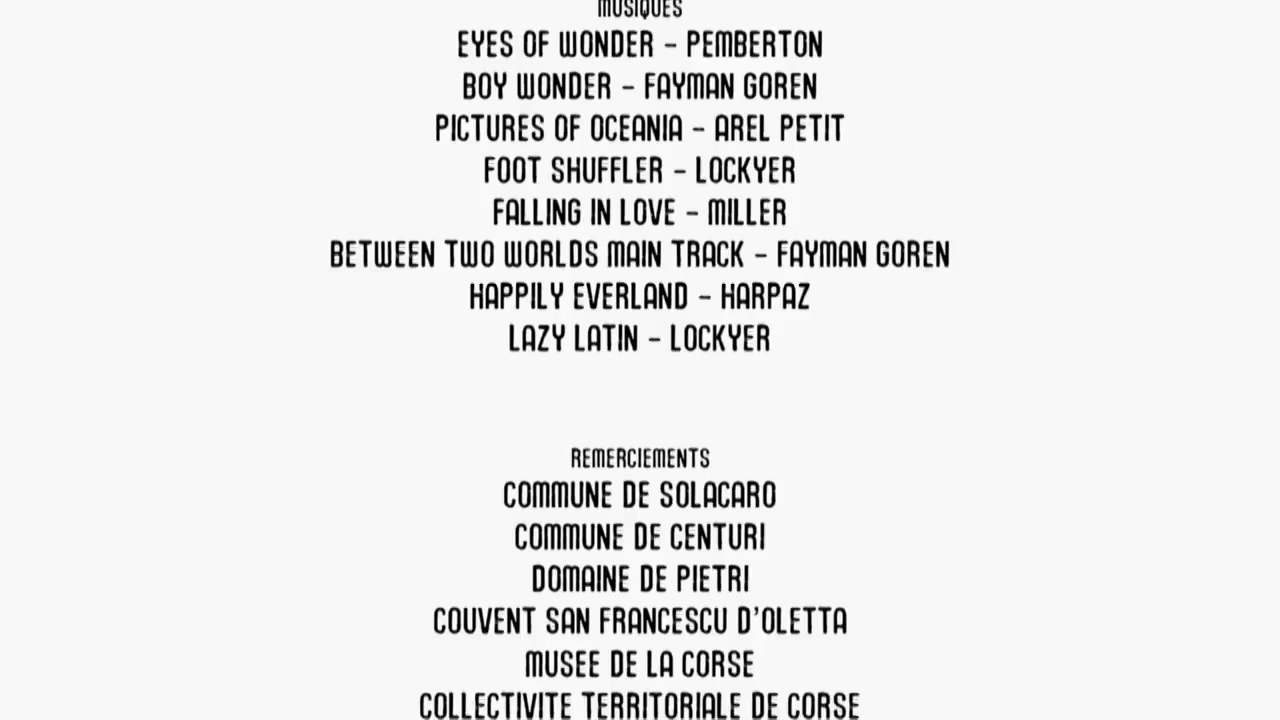 MUSIQUES
EYES OF WONDER - PEMBERTON
BOY WONDER - FAYMAN GOREN
PICTURES OF OCEANIA - AREL PETIT
FOOT SHUFFLER - LOCKYER
FALLING IN LOVE - MILLER
BETWEEN TWO WORLDS MAIN TRACK - FAYMAN GOREN
HAPPILY EVERLAND - HARPAZ
LAZY LATIN - LOCKYER
REMERCIEMENTS
COMMUNE DE SOLACARO
COMMUNE DE CENTURI
DOMAINE DE PIETRI
COUVENT SAN FRANCESCU D'OLETTA
MUSEE DE LA CORSE
COLLECTIVITE TERRITORIALE DE CORSE